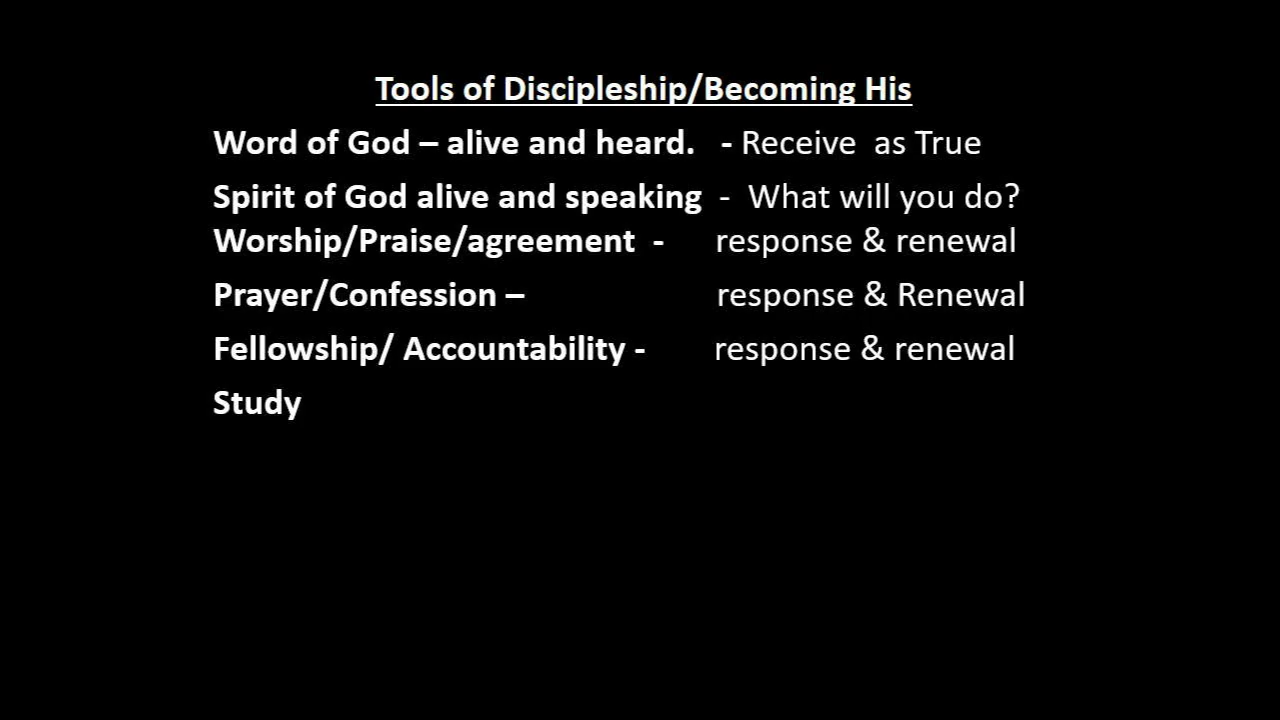 Tools of Discipleship/Becoming His
Word of God – alive and heard.   - Receive  as True
Spirit of God alive and speaking  -  What will you do?
Worship/Praise/agreement  -      response & renewal
Prayer/Confession –                      response & Renewal
Fellowship/ Accountability -        response & renewal
Study